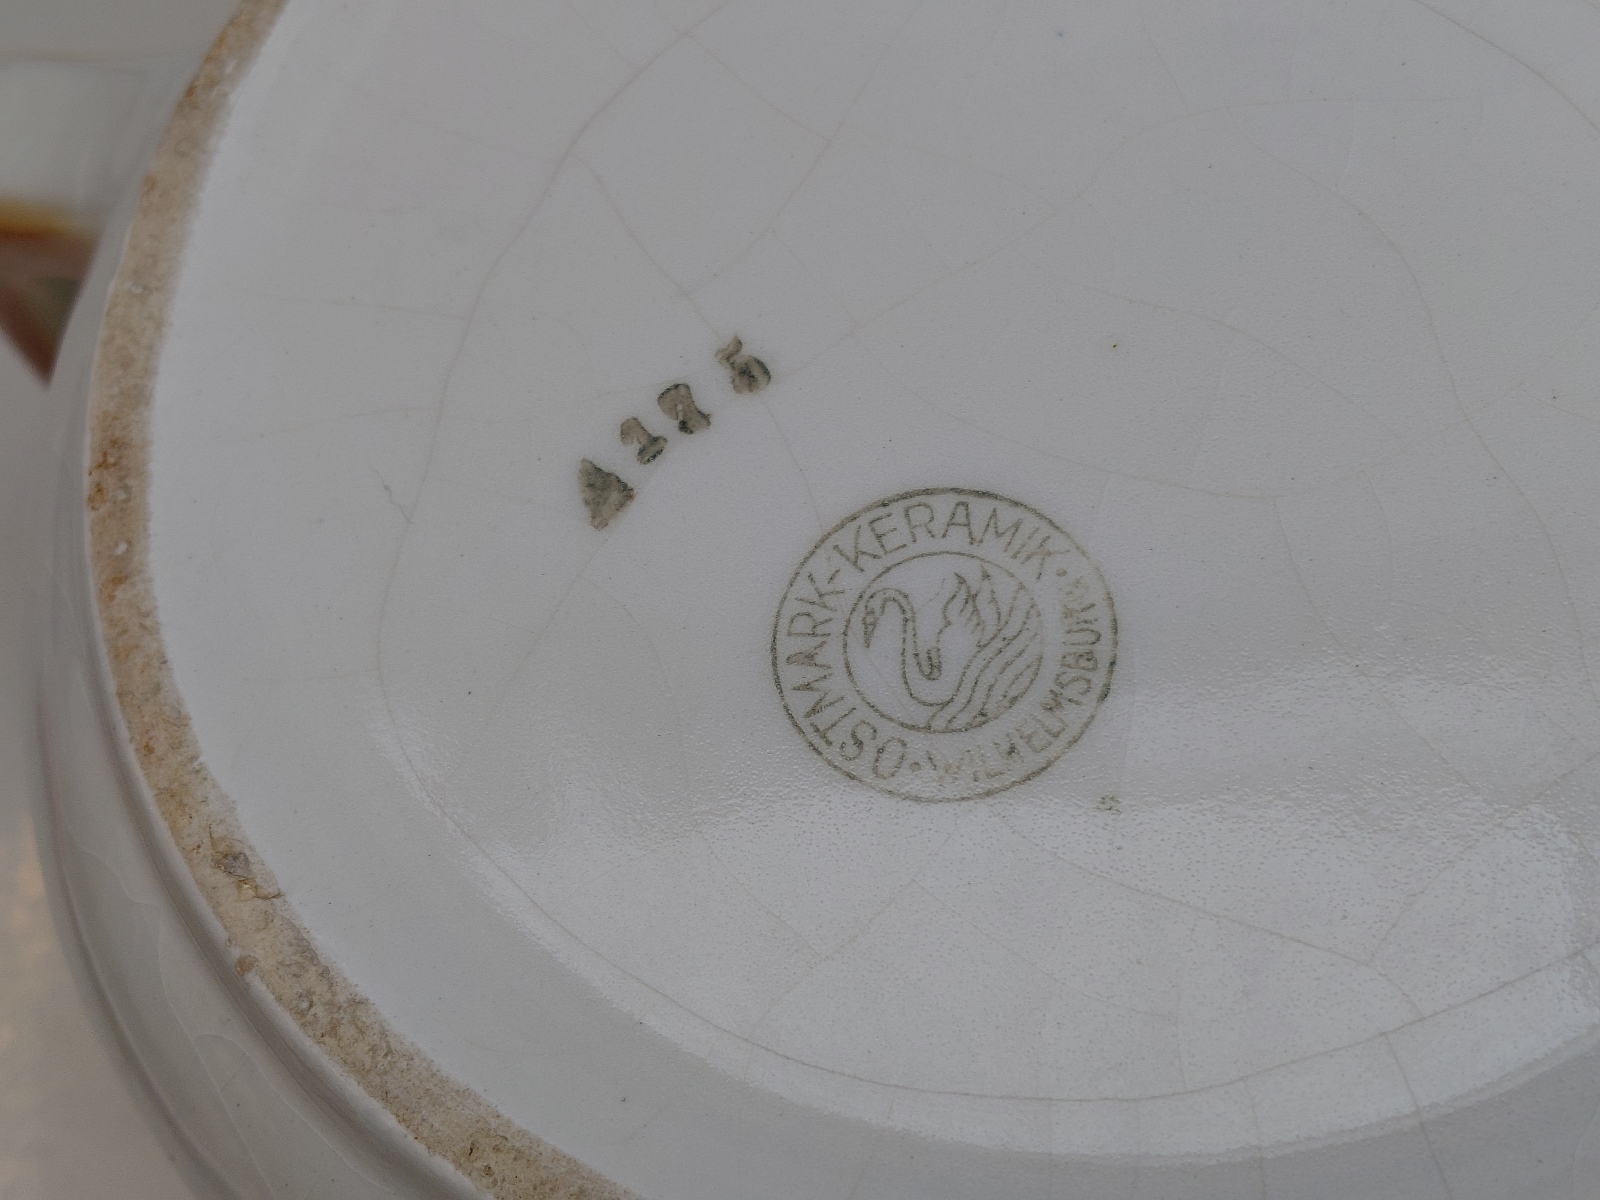 4175
OSTMARK-KERAMIK · WILHELMSBURG ·